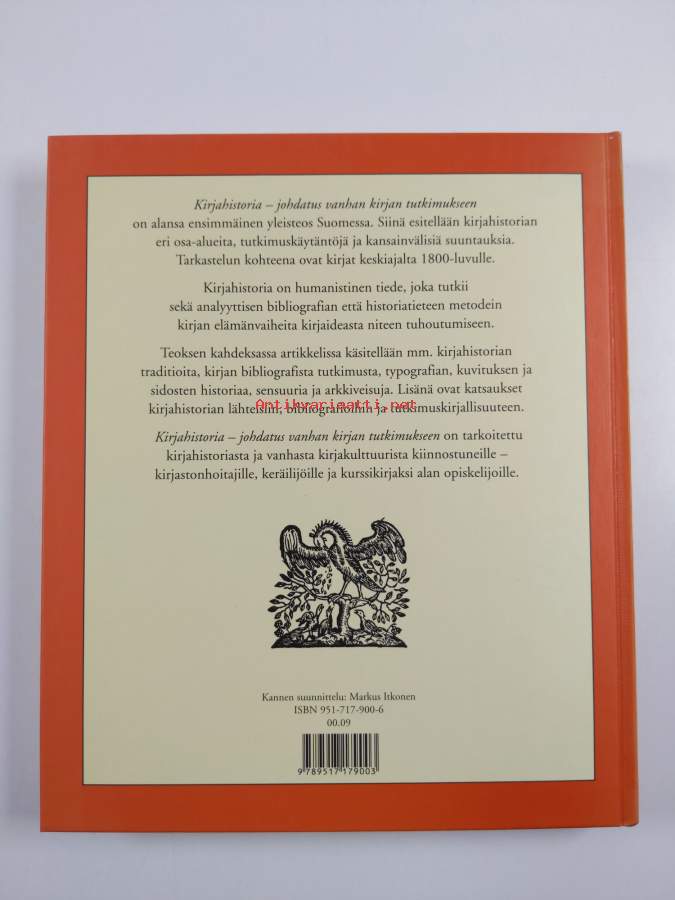 Kirjahistoria – johdatus vanhan kirjan tutkimukseen
on alansa ensimmäinen yleisteos Suomessa. Siinä esitellään kirjahistorian
eri osa-alueita, tutkimuskäytäntöjä ja kansainvälisiä suuntauksia.
Tarkastelun kohteena ovat kirjat keskiajalta 1800-luvulle.
Kirjahistoria on humanistinen tiede, joka tutkii
sekä analyyttisen bibliografian että historiatieteen metodein
kirjan elämänvaiheita kirjaideasta niteen tuhoutumiseen.
Teoksen kahdeksassa artikkelissa käsitellään mm. kirjahistorian
traditioita, kirjan bibliografista tutkimusta, typografian, kuvituksen ja
sidosten historiaa, sensuuria ja arkkiveisuja. Lisänä ovat katsaukset
kirjahistorian lähteisiin, bibliografioihin ja tutkimuskirjallisuuteen.
Antikvariaatti.net
Kirjahistoria – johdatus vanhan kirjan tutkimukseen on tarkoitettu
kirjahistoriasta ja vanhasta kirjakulttuurista kiinnostuneille –
kirjastonhoitajille, keräilijöille ja kurssikirjaksi alan opiskelijoille.
Kannen suunnittelu: Markus Itkonen
ISBN 951-717-900-6
00.09
9 789517 179003